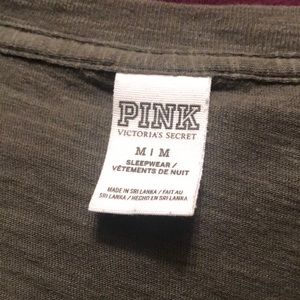 PINK
VICTORIA'S SECRET
M | M
SLEEPWEAR /
VÊTEMENTS DE NUIT
MADE IN SRI LANKA / FAIT AU
SRI LANKA / HECHO EN SRI LANKA